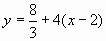 y = 8/3 + 4(x − 2)